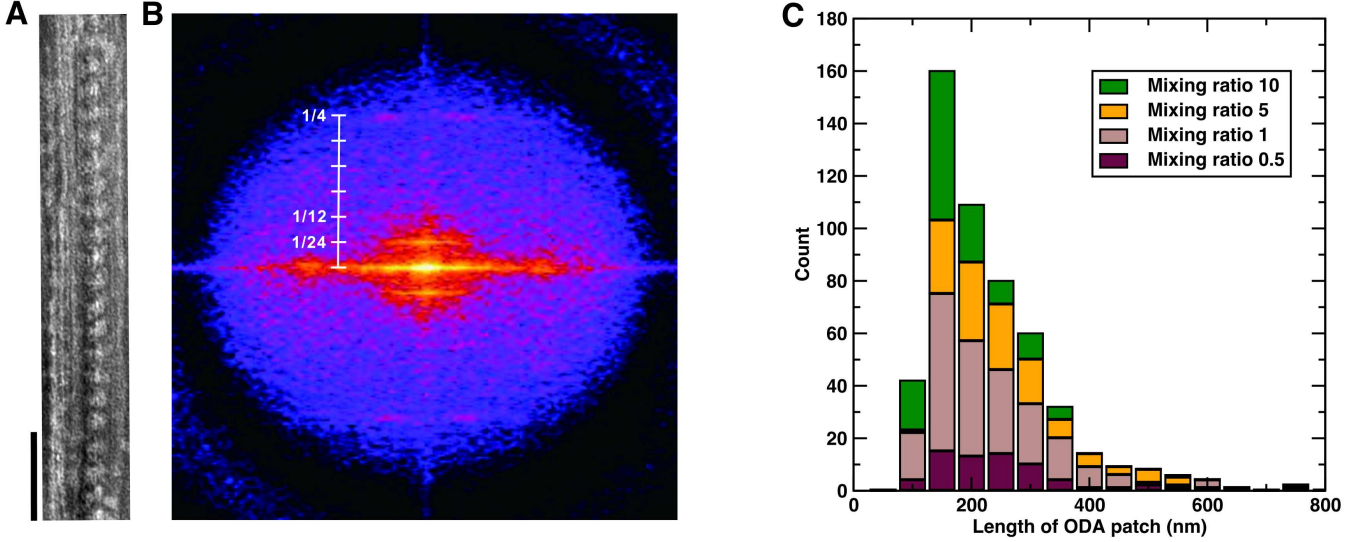 A
B
1/4
1/12
1/24
C
180
160
140
120
100
80
60
40
20
0
Count
Mixing ratio 10
Mixing ratio 5
Mixing ratio 1
Mixing ratio 0.5
0
200
400
600
800
Length of ODA patch (nm)